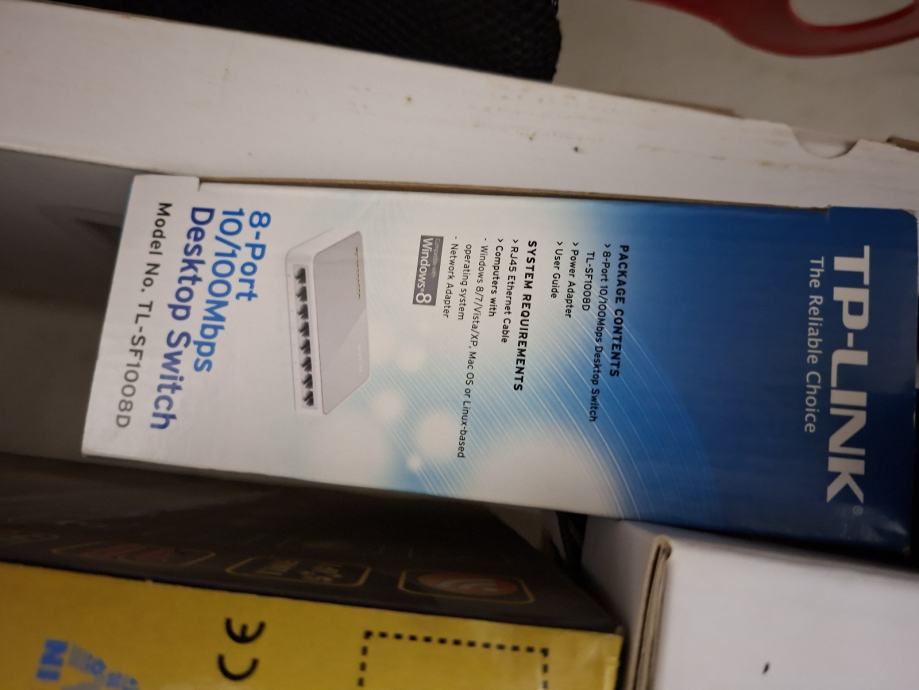 TP-LINK®
The Reliable Choice
PACKAGE CONTENTS
› 8-Port 10/100Mbps Desktop Switch
TL-SF1008D
› Power Adapter
› User Guide
SYSTEM REQUIREMENTS
› RJ45 Ethernet Cable
› Computers with
- Windows 8/7/Vista/XP, Mac OS or Linux-based
operating system
- Network Adapter
Compatible with
Windows 8
8-Port
10/100Mbps
Desktop Switch
Model No. TL-SF1008D
CE